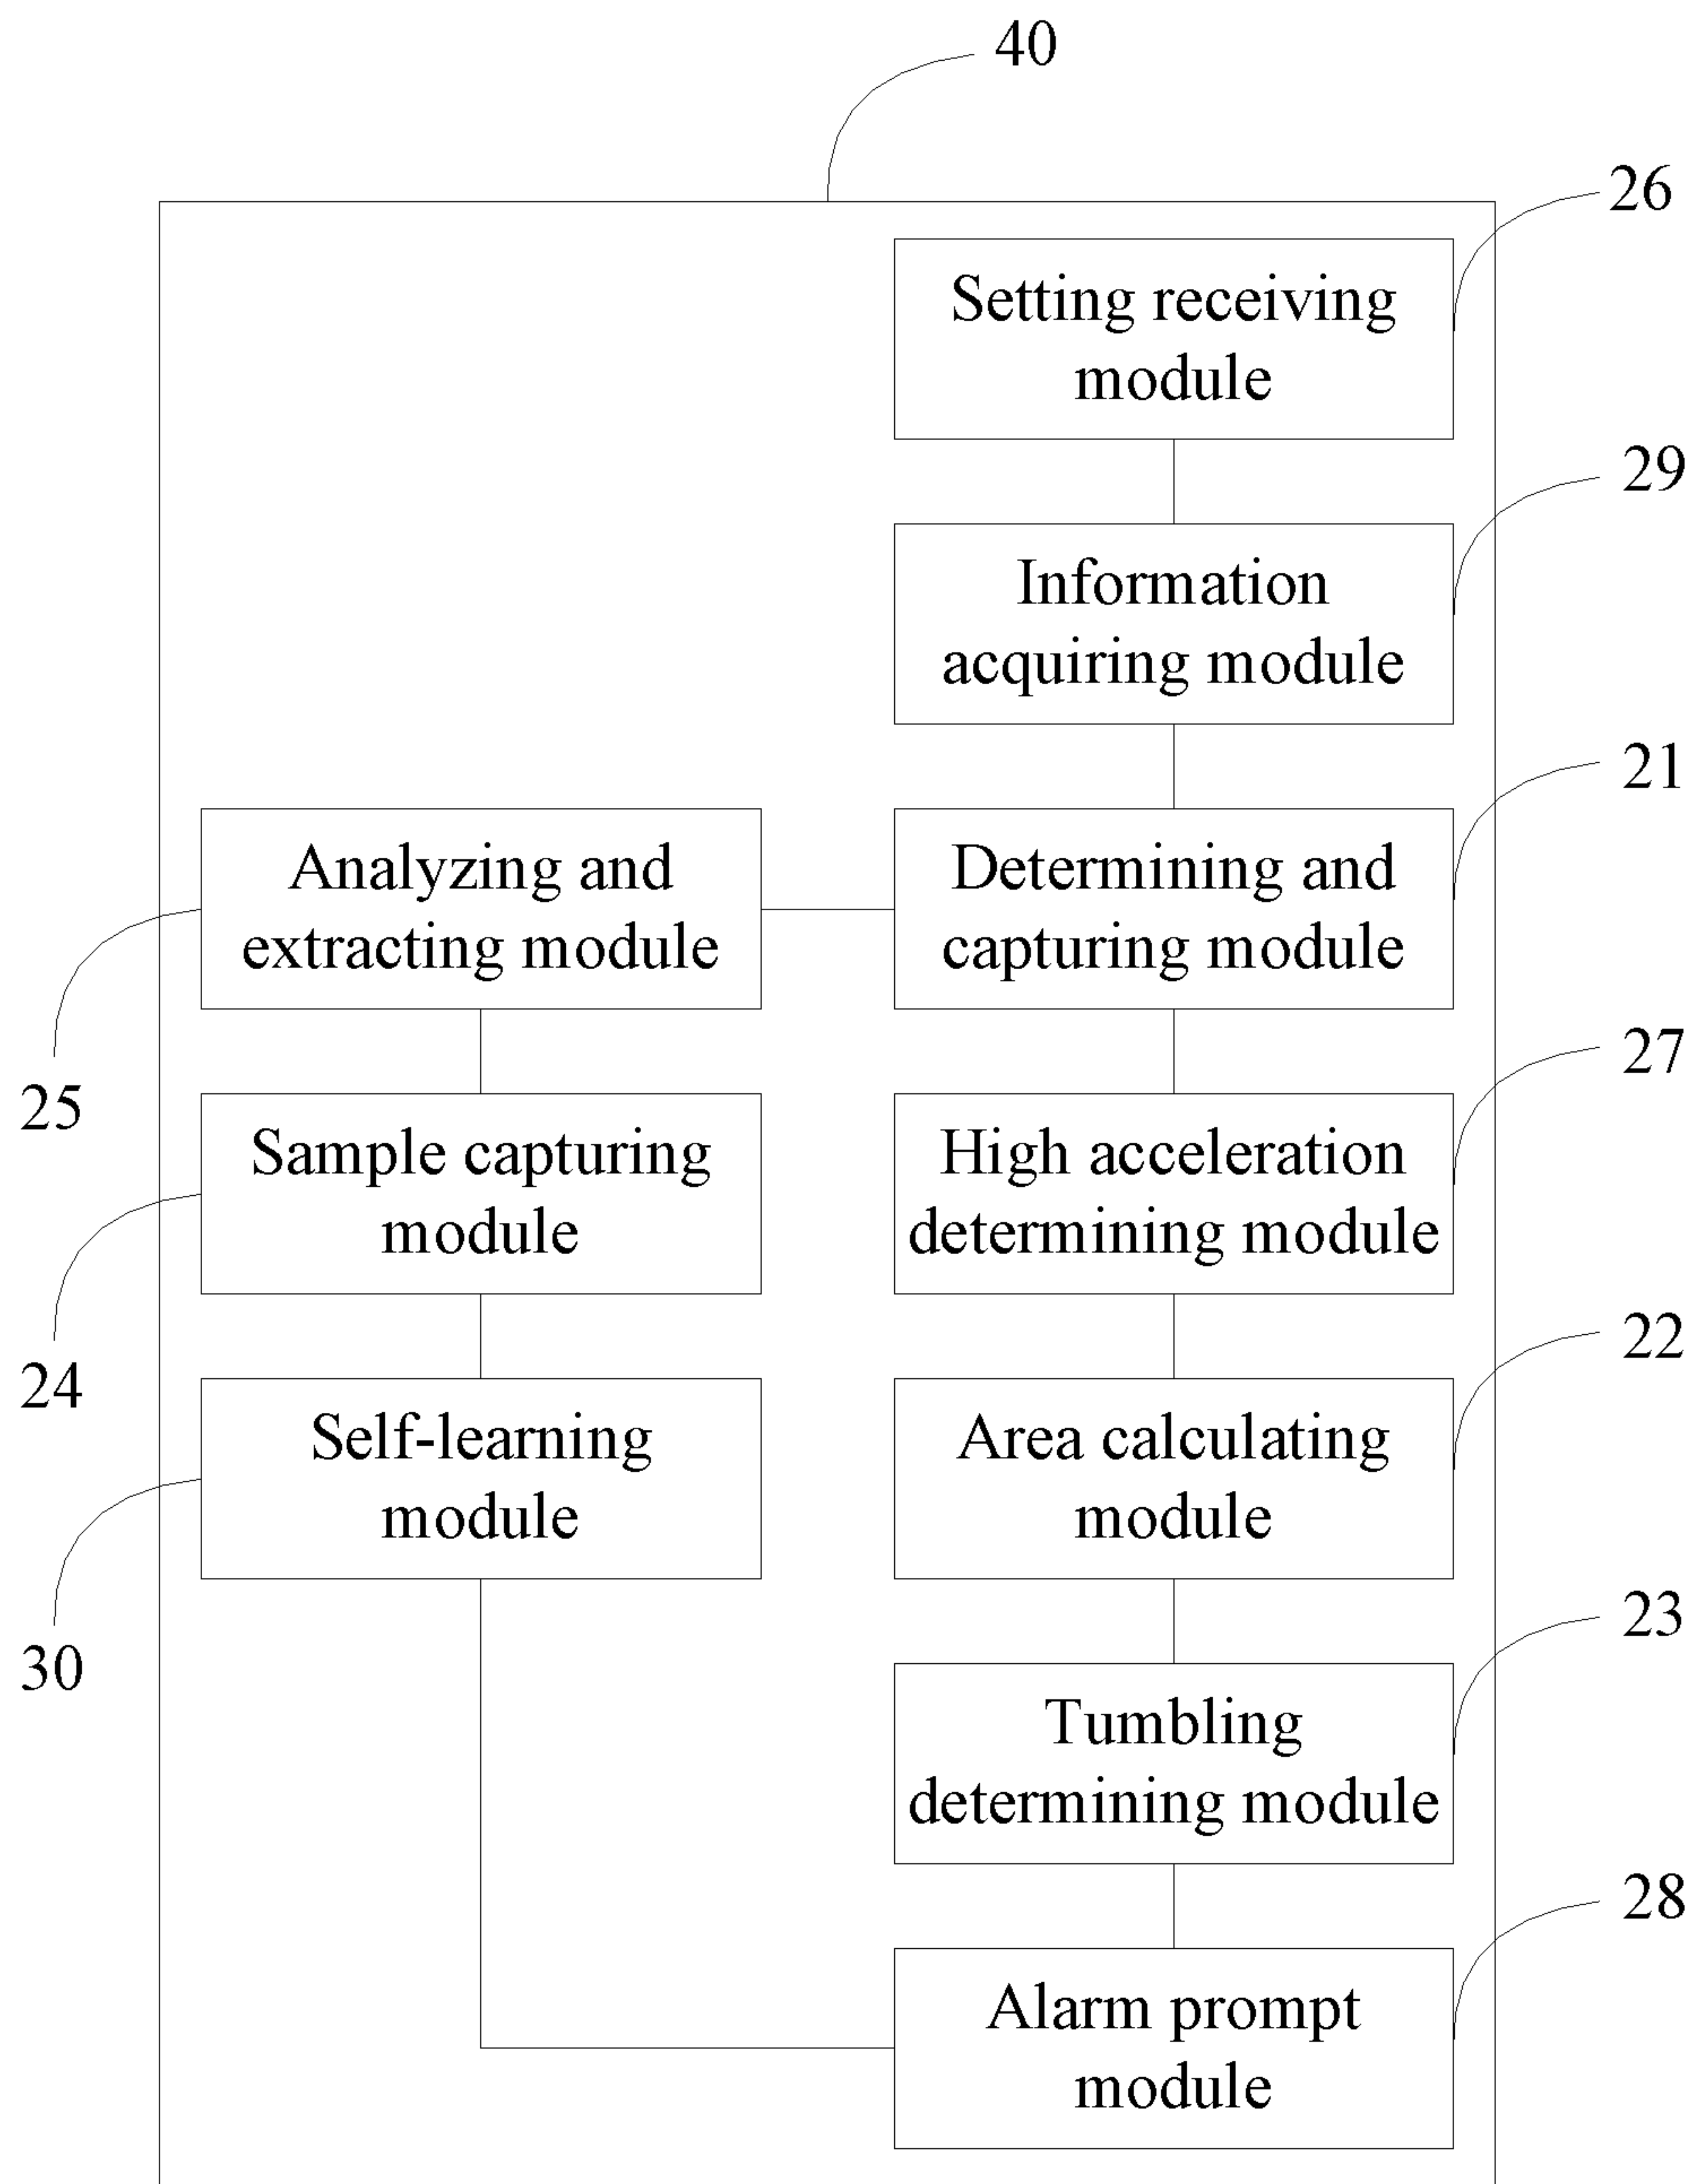 40
26
Setting receiving
module
29
Information
acquiring module
21
Analyzing and
extracting module
Determining and
capturing module
25
27
Sample capturing
module
High acceleration
determining module
24
22
Self-learning
module
Area calculating
module
30
23
Tumbling
determining module
28
Alarm prompt
module